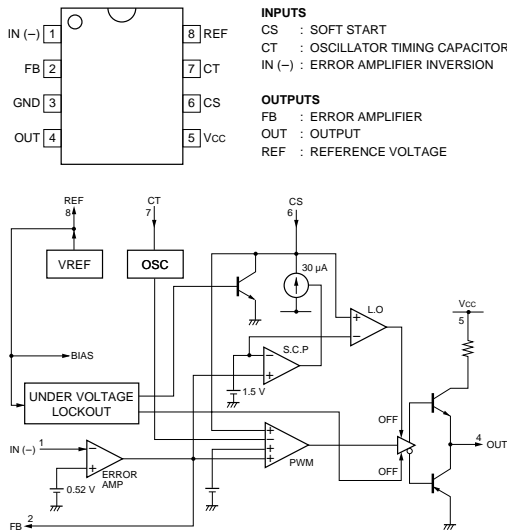 IN (–) 1
FB 2
GND 3
OUT 4
8 REF
7 CT
6 CS
5 VCC
INPUTS
CS : SOFT START
CT : OSCILLATOR TIMING CAPACITOR
IN (–) : ERROR AMPLIFIER INVERSION
OUTPUTS
FB : ERROR AMPLIFIER
OUT : OUTPUT
REF : REFERENCE VOLTAGE
REF
8
CT
7
CS
6
VREF
OSC
30 µA
L.O
+
–
VCC
5
BIAS
S.C.P
–
+
1.5 V
UNDER VOLTAGE
LOCKOUT
OFF
IN (–) 1
–
+
ERROR
AMP
0.52 V
+
–
+
+
PWM
OFF
4
OUT
FB 2